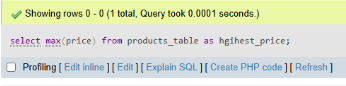 Showing rows 0 - 0 (1 total, Query took 0.0001 seconds.)
select max(price) from products_table as hgihest_price;
Profiling [ Edit inline ] [ Edit ] [ Explain SQL ] [ Create PHP code ] [ Refresh ]